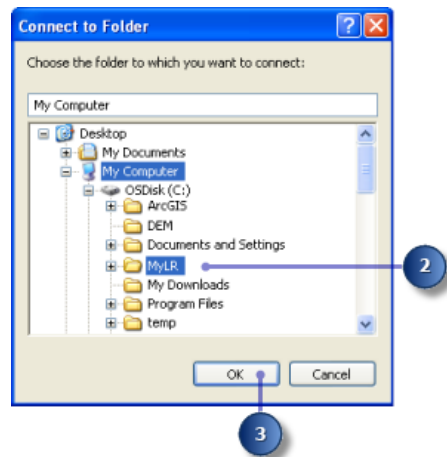 Connect to Folder
Choose the folder to which you want to connect:
My Computer
Desktop
My Documents
My Computer
OSDisk (C:)
ArcGIS
DEM
Documents and Settings
MyLR
2
My Downloads
Program Files
temp
OK
Cancel
3